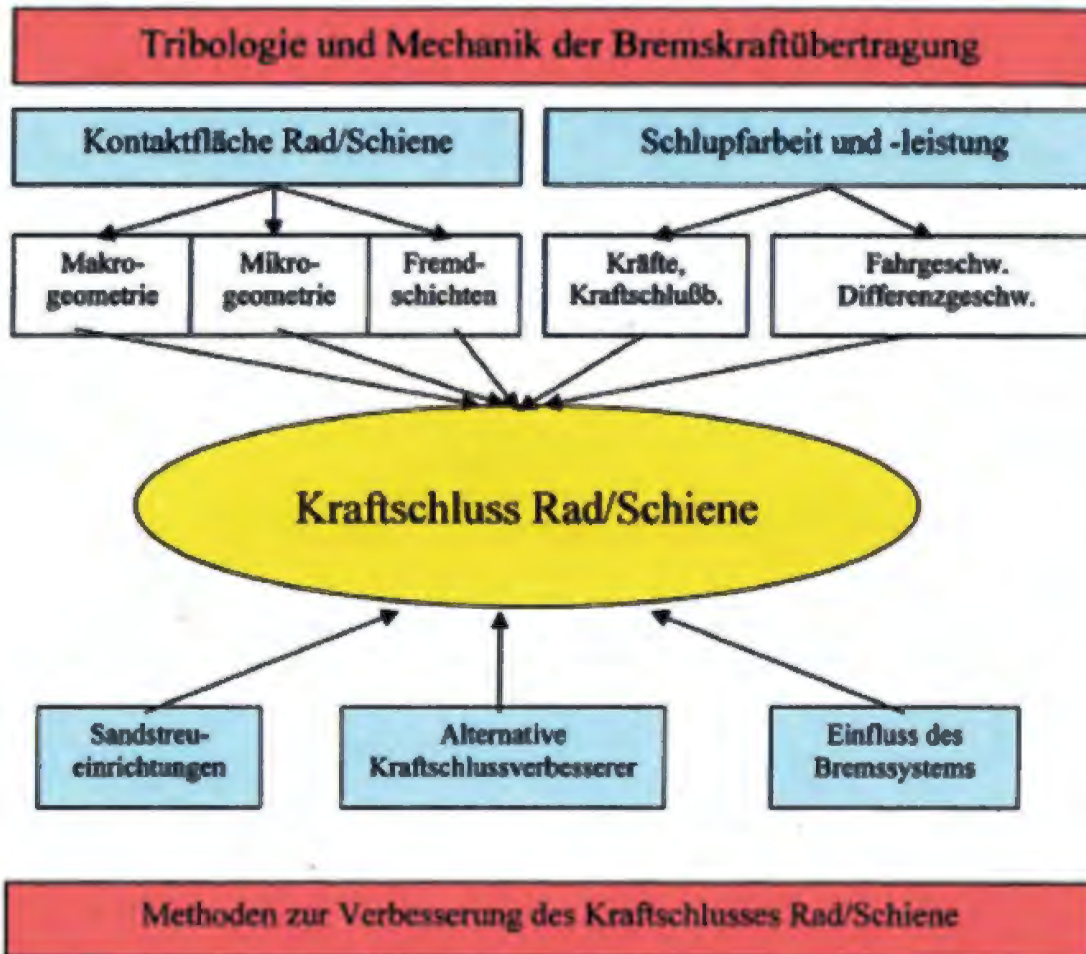 Tribologie und Mechanik der Bremskraftübertragung
Kontaktfläche Rad/Schiene
Schlupfarbeit und -leistung
Makro-
geometrie
Mikro-
geometrie
Fremd-
schichten
Kräfte,
Kraftschlußb.
Fahrgeschw.
Differenzgeschw.
Kraftschluss Rad/Schiene
Sandstreu-
einrichtungen
Alternative
Kraftschlussverbesserer
Einfluss des
Bremssystems
Methoden zur Verbesserung des Kraftschlusses Rad/Schiene